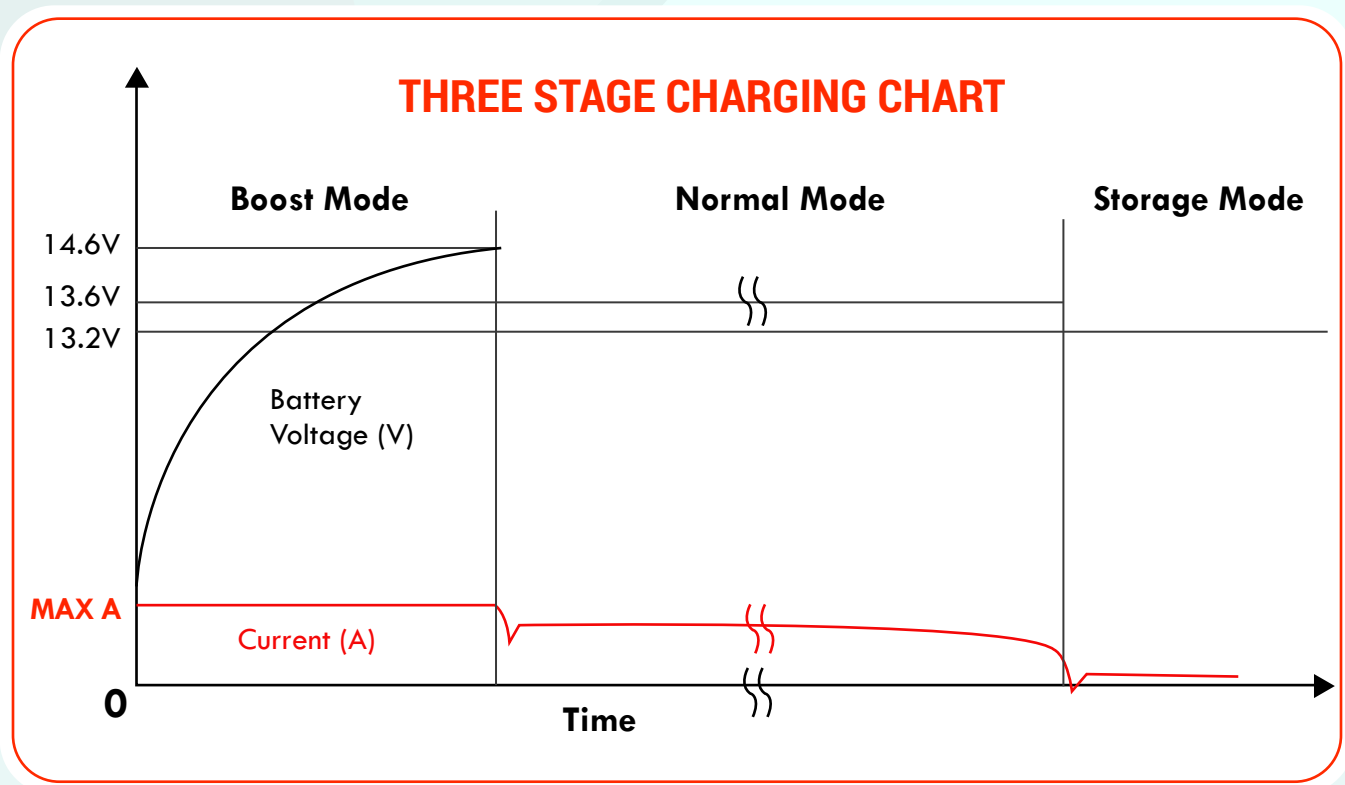 THREE STAGE CHARGING CHART
Boost Mode
Normal Mode
Storage Mode
14.6V
13.6V
13.2V
Battery
Voltage (V)
MAX A
Current (A)
0
Time